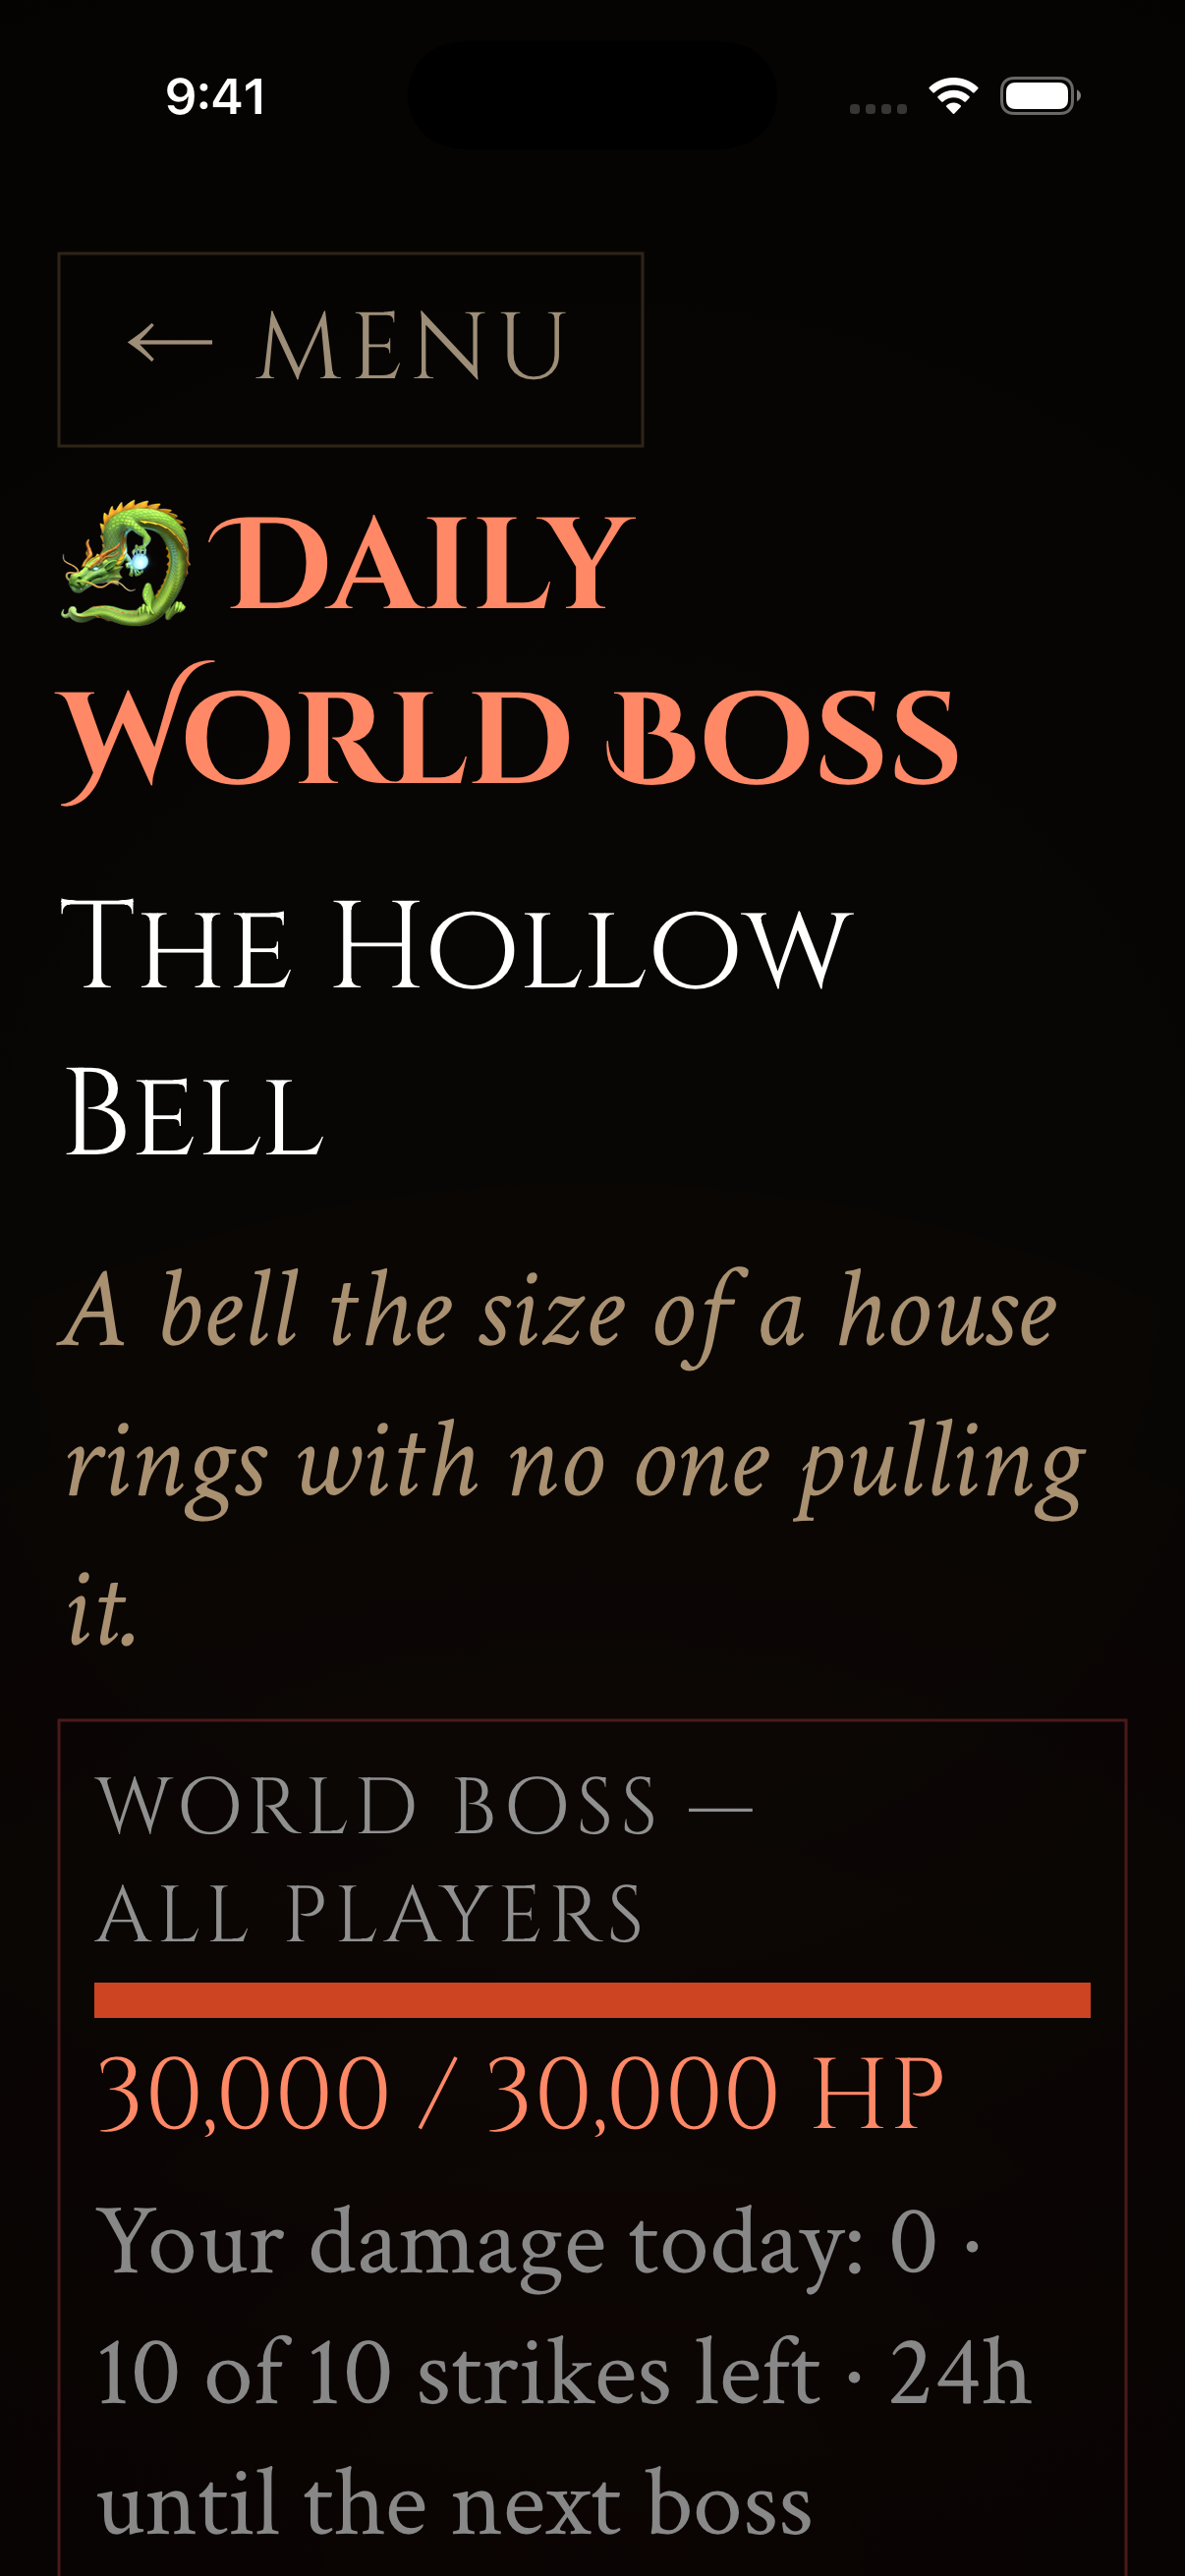 9:41
← MENU
🐉 DAILY
WORLD BOSS
THE HOLLOW
BELL
A bell the size of a house
rings with no one pulling
it.
WORLD BOSS —
ALL PLAYERS
30,000 / 30,000 HP
Your damage today: 0 ·
10 of 10 strikes left · 24h
until the next boss